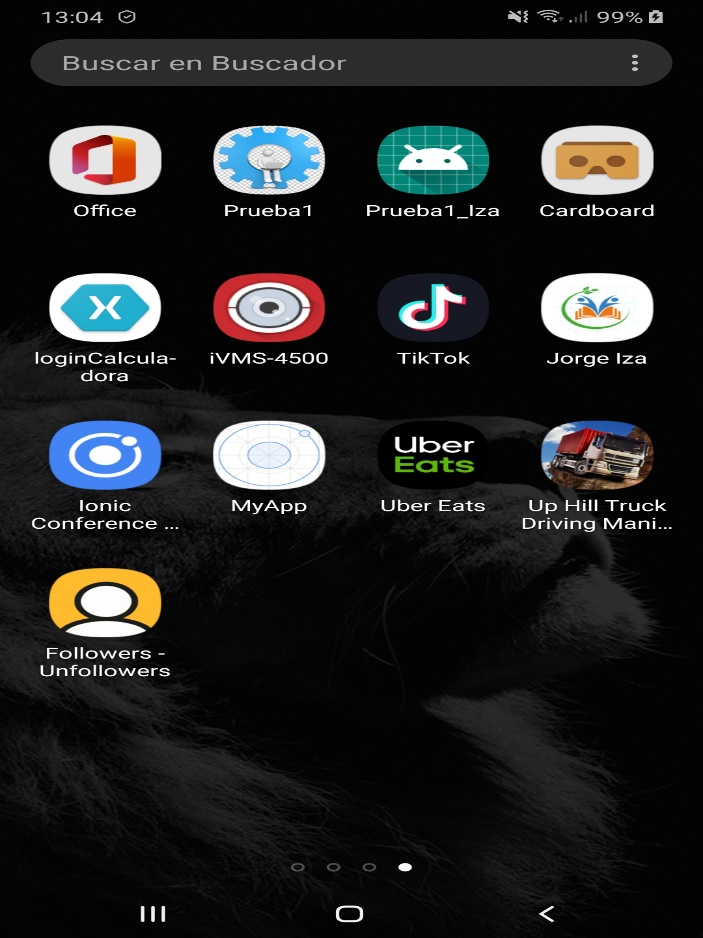 13:04 99%
Buscar en Buscador
Office Prueba1 Prueba1_Iza Cardboard
loginCalcula-
dora
iVMS-4500 TikTok Jorge Iza
Ionic
Conference ...
MyApp
Uber
Eats
Uber Eats
Up Hill Truck
Driving Mani...
Followers -
Unfollowers